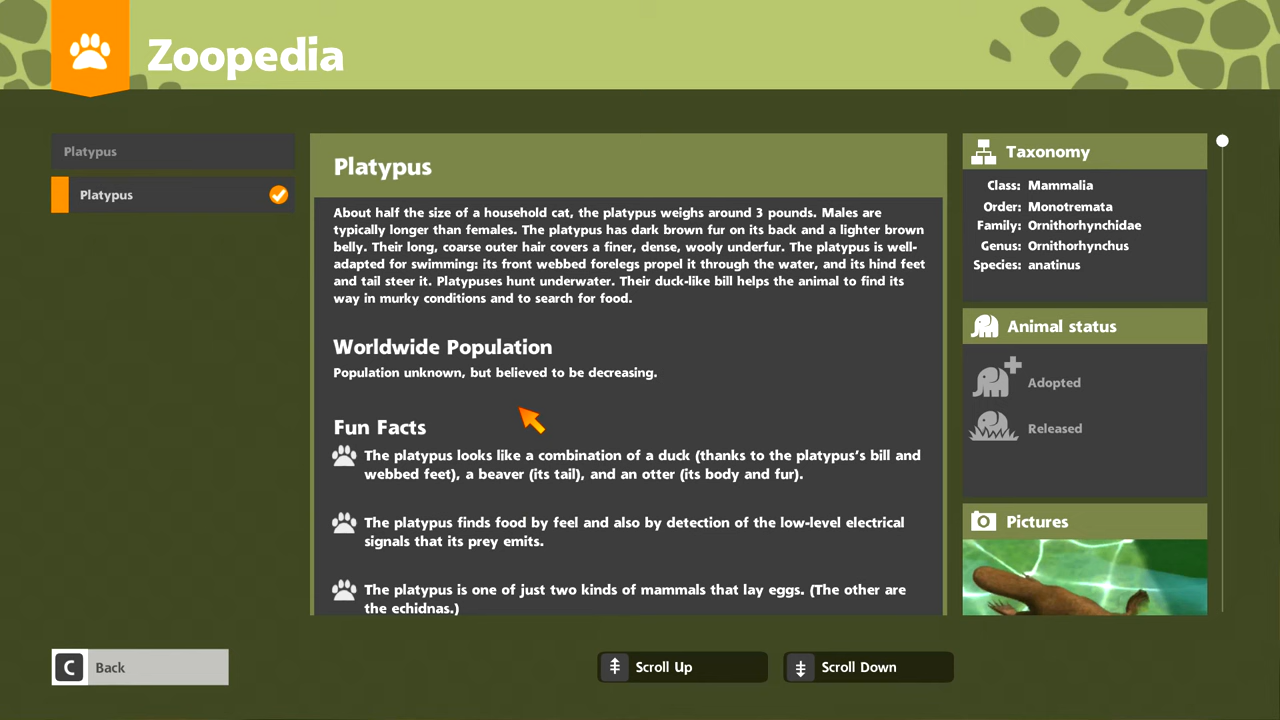 Zoopedia
Platypus
Platypus
Platypus
About half the size of a household cat, the platypus weighs around 3 pounds. Males are
typically longer than females. The platypus has dark brown fur on its back and a lighter brown
belly. Their long, coarse outer hair covers a finer, dense, wooly underfur. The platypus is well-
adapted for swimming: its front webbed forelegs propel it through the water, and its hind feet
and tail steer it. Platypuses hunt underwater. Their duck-like bill helps the animal to find its
way in murky conditions and to search for food.
Worldwide Population
Population unknown, but believed to be decreasing.
Fun Facts
The platypus looks like a combination of a duck (thanks to the platypus's bill and
webbed feet), a beaver (its tail), and an otter (its body and fur).
The platypus finds food by feel and also by detection of the low-level electrical
signals that its prey emits.
The platypus is one of just two kinds of mammals that lay eggs. (The other are
the echidnas.)
Taxonomy
Class: Mammalia
Order: Monotremata
Family: Ornithorhynchidae
Genus: Ornithorhynchus
Species: anatinus
Animal status
Adopted
Released
Pictures
C Back
Scroll Up
Scroll Down